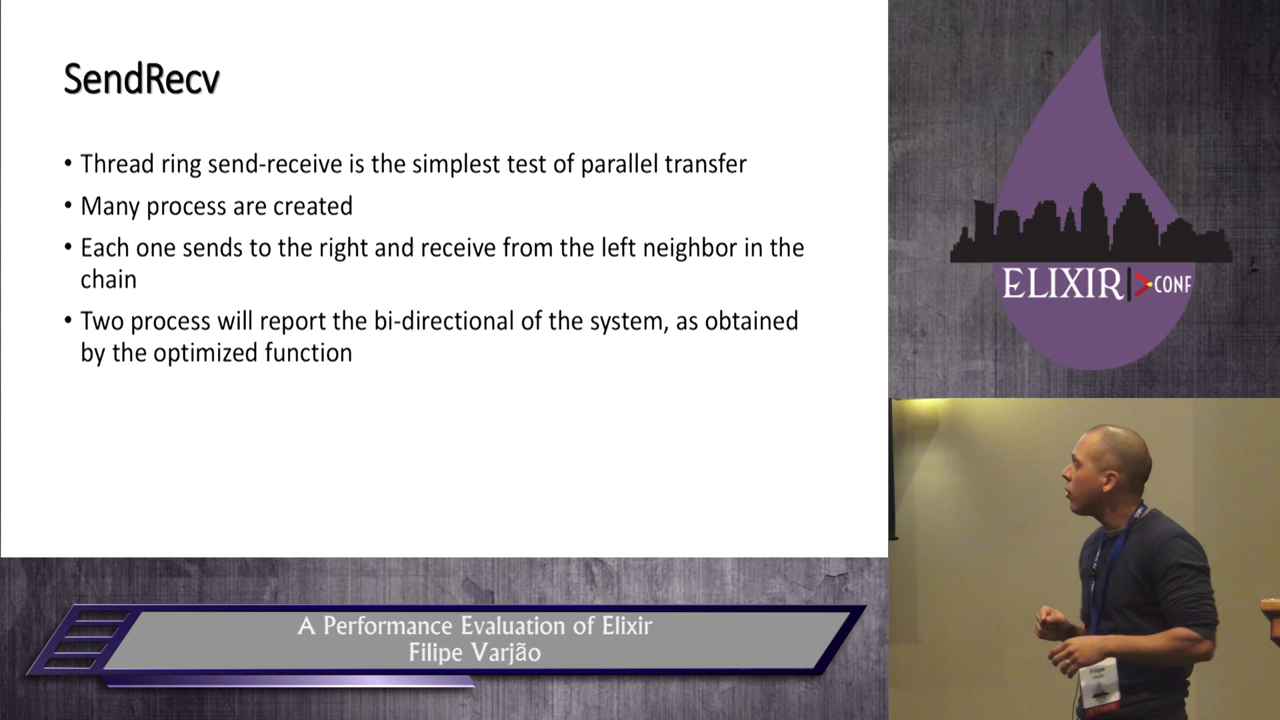 SendRecv
• Thread ring send-receive is the simplest test of parallel transfer
• Many process are created
• Each one sends to the right and receive from the left neighbor in the
chain
• Two process will report the bi-directional of the system, as obtained
by the optimized function
ELIXIR|>CONF
A Performance Evaluation of Elixir
Filipe Varjão
Filipe